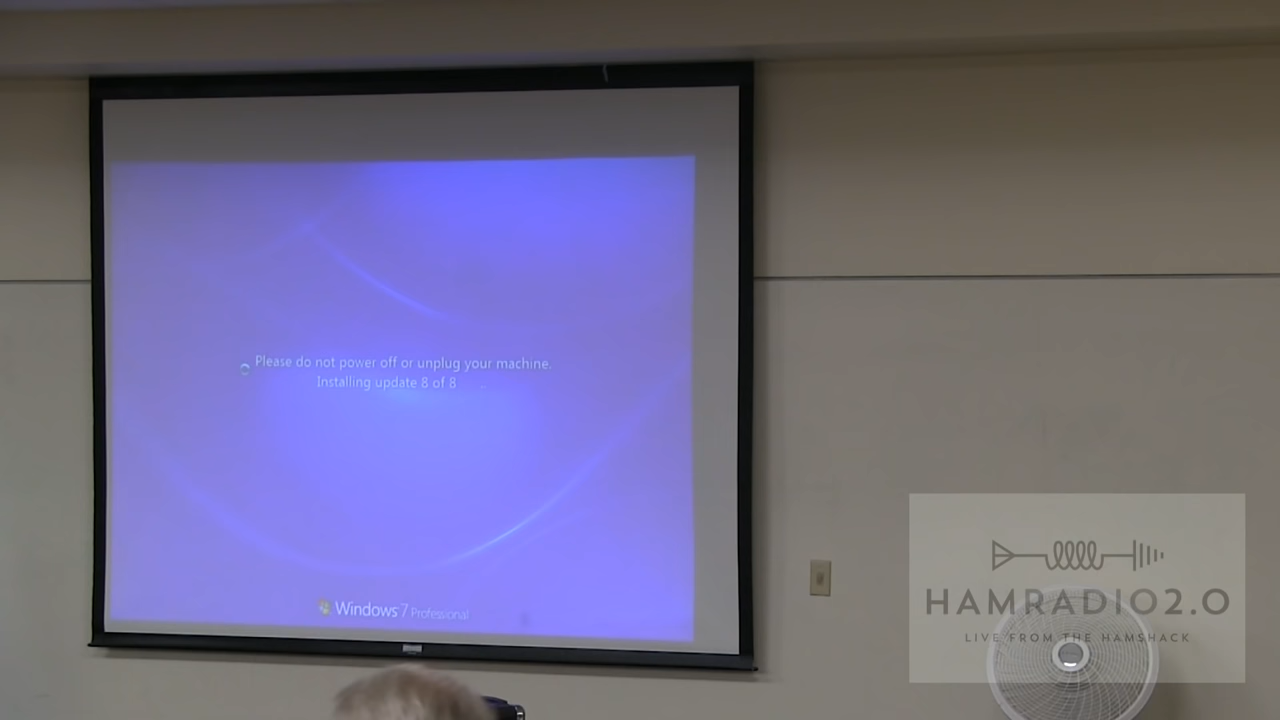 Please do not power off or unplug your machine.
Installing update 8 of 8
Windows 7 Professional
HAMRADIO2.0
LIVE FROM THE HAMSHACK